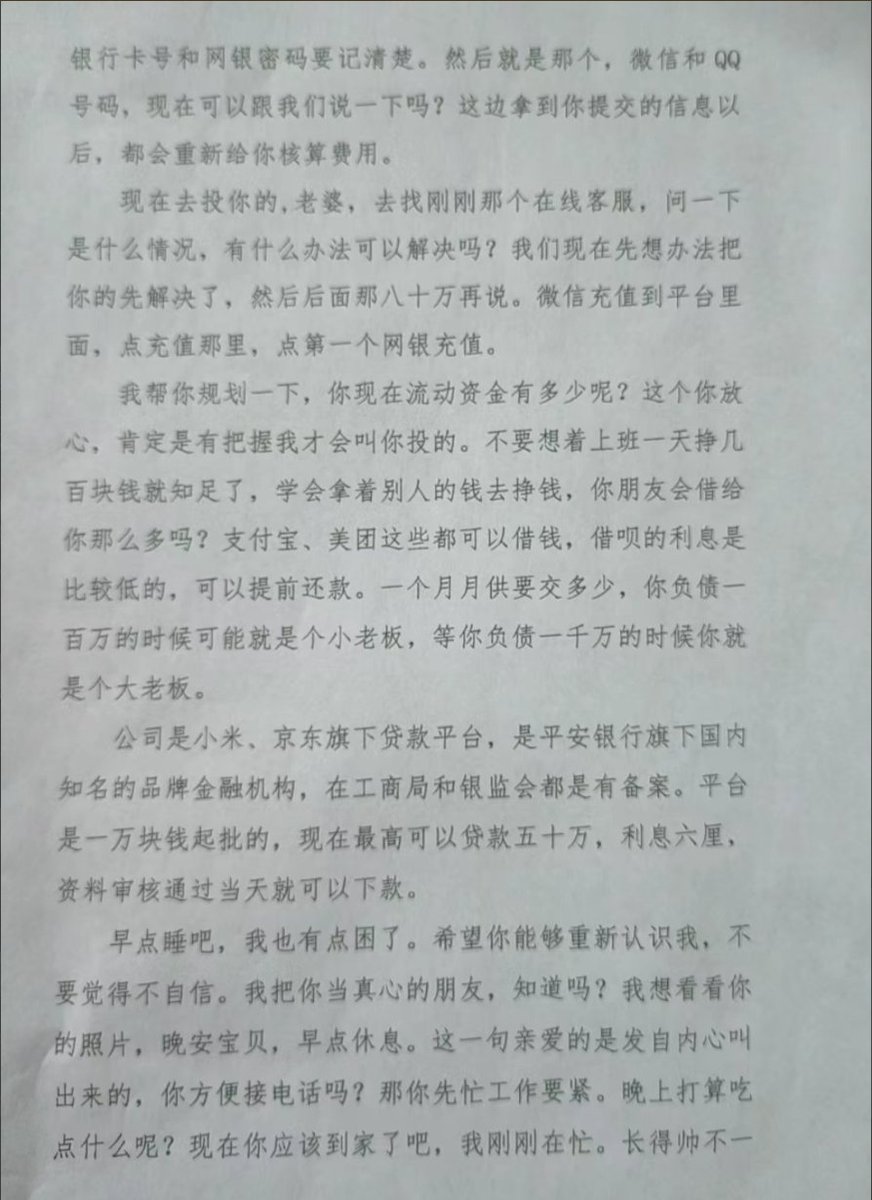 银行卡号和网银密码要记清楚。然后就是那个，微信和 QQ
号码，现在可以跟我们说一下吗？这边拿到你提交的信息以
后，都会重新给你核算费用。
现在去投你的,老婆，去找刚刚那个在线客服，问一下
是什么情况，有什么办法可以解决吗？我们现在先想办法把
你的先解决了，然后后面那八十万再说。微信充值到平台里
面，点充值那里，点第一个网银充值。
我帮你规划一下，你现在流动资金有多少呢？这个你放
心，肯定是有把握我才会叫你投的。不要想着上班一天挣几
百块钱就知足了，学会拿着别人的钱去挣钱，你朋友会借给
你那么多吗？支付宝、美团这些都可以借钱，借呗的利息是
比较低的，可以提前还款。一个月月供要交多少，你负债一
百万的时候可能就是个小老板，等你负债一千万的时候你就
是个大老板。
公司是小米、京东旗下贷款平台，是平安银行旗下国内
知名的品牌金融机构，在工商局和银监会都是有备案。平台
是一万块钱起批的，现在最高可以贷款五十万，利息六厘，
资料审核通过当天就可以下款。
早点睡吧，我也有点困了。希望你能够重新认识我，不
要觉得不自信。我把你当真心的朋友，知道吗？我想看看你
的照片，晚安宝贝，早点休息。这一句亲爱的是发自内心叫
出来的，你方便接电话吗？那你先忙工作要紧。晚上打算吃
点什么呢？现在你应该到家了吧，我刚刚在忙。长得帅不一